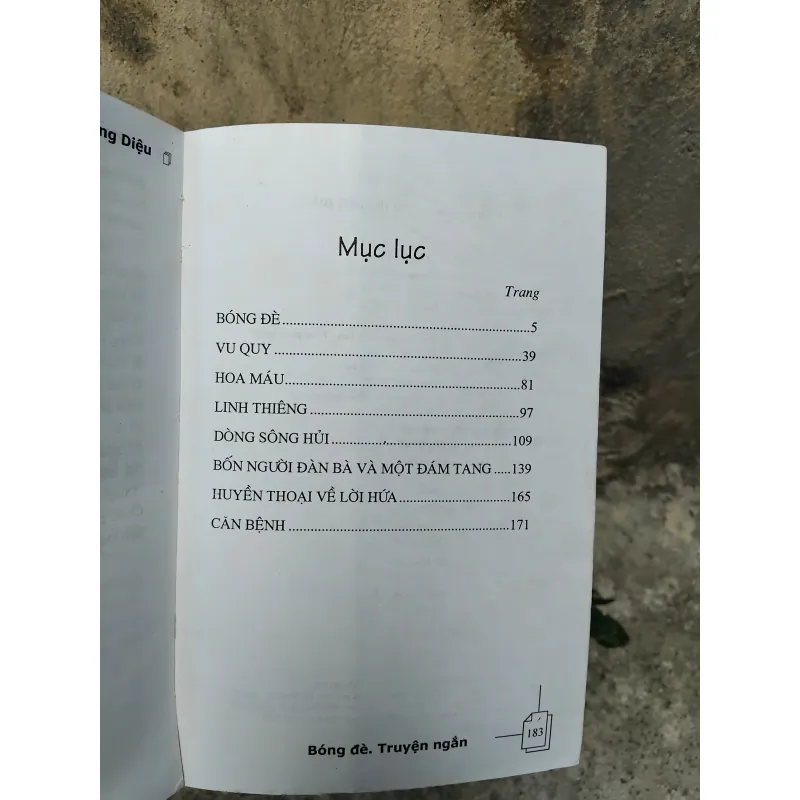 ng Diệu
Mục lục
Trang
BÓNG ĐÈ.....................................................................5
VU QUY.....................................................................39
HOA MÁU.................................................................81
LINH THIÊNG..........................................................97
DÒNG SÔNG HỦI..................................................109
BỐN NGƯỜI ĐÀN BÀ VÀ MỘT ĐÁM TANG.....139
HUYỀN THOẠI VỀ LỜI HỨA...............................165
CĂN BỆNH.............................................................171
183
Bóng đè. Truyện ngắn